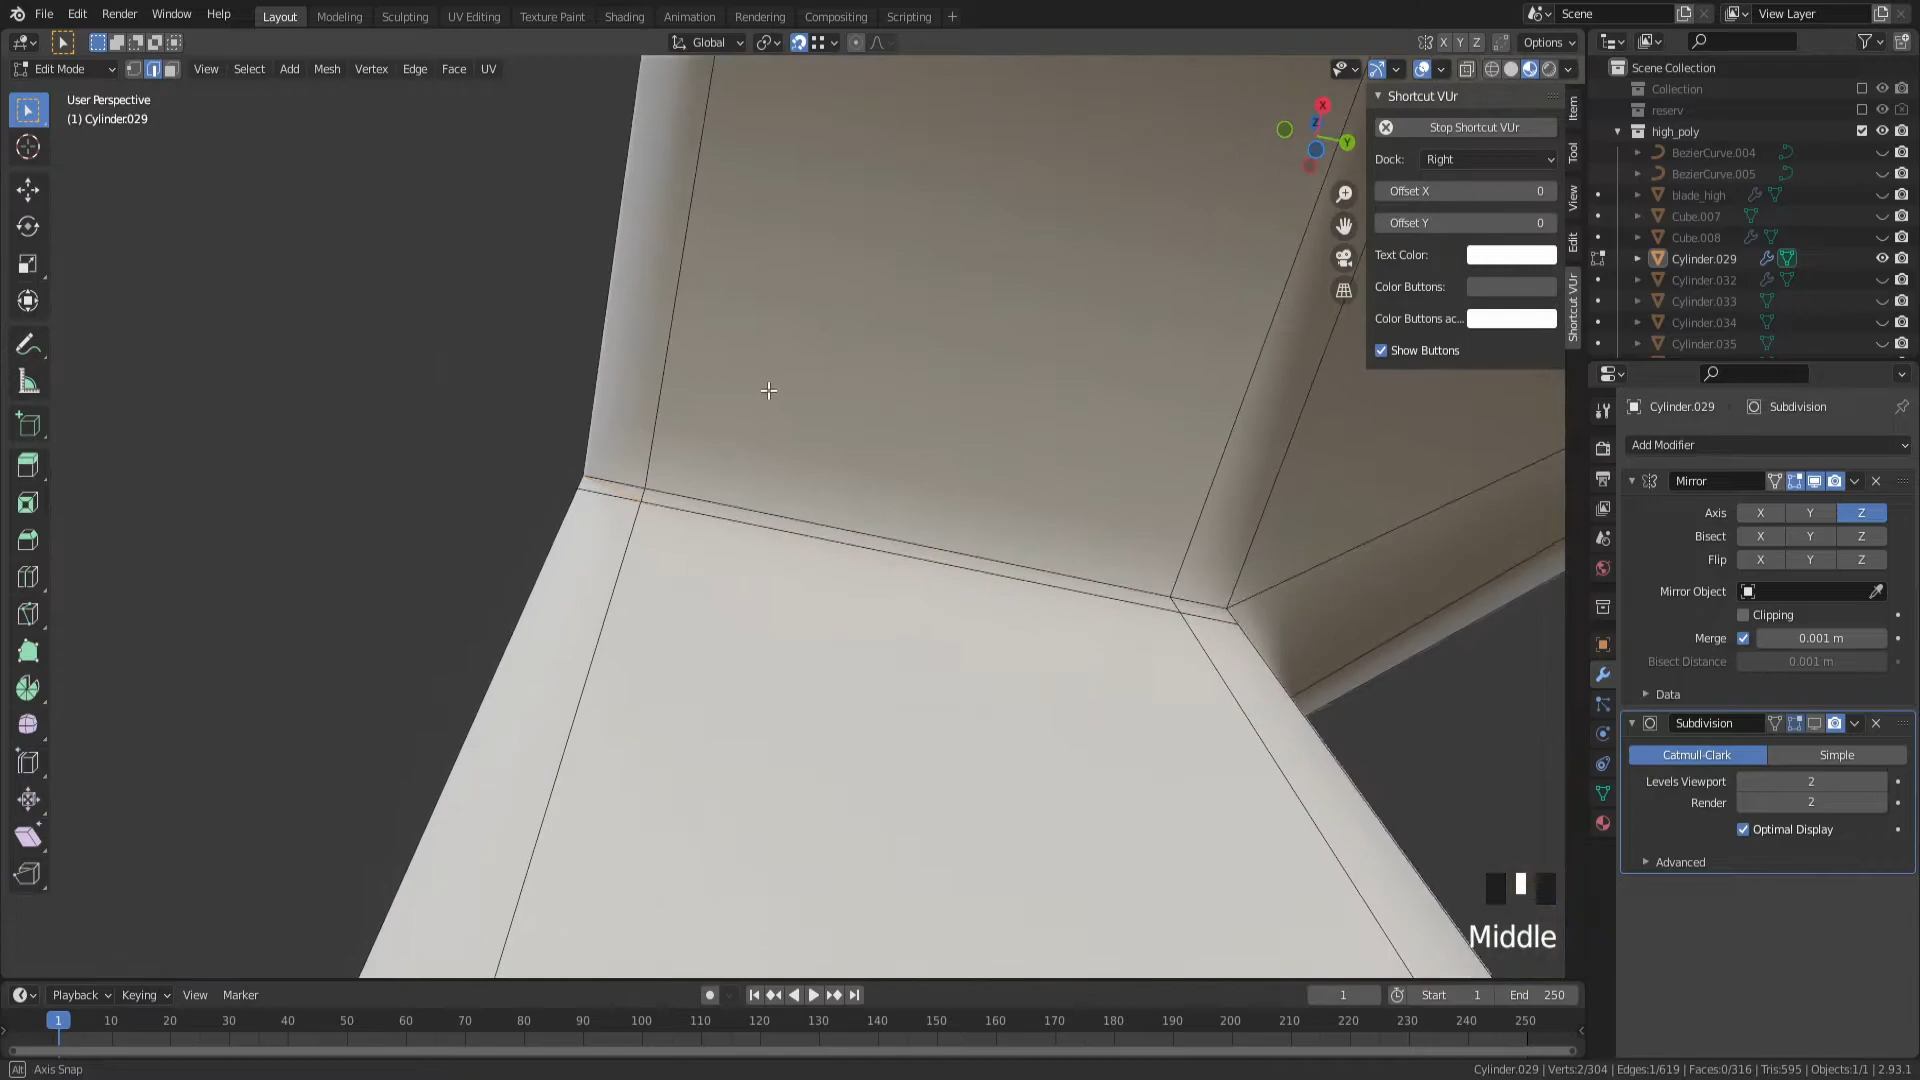 File Edit Render Window Help Layout Modeling Sculpting UV Editing Texture Paint Shading Animation Rendering Compositing Scripting + Scene View Layer
Global X Y Z Options
Edit Mode View Select Add Mesh Vertex Edge Face UV
User Perspective
(1) Cylinder.029
X
Y
Z
Shortcut VUr
Stop Shortcut VUr
Dock: Right
Offset X 0
Offset Y 0
Text Color:
Color Buttons:
Color Buttons ac...
Show Buttons
Item
Tool
View
Edit
Shortcut VUr
Scene Collection
Collection
reserv
high_poly
BezierCurve.004
BezierCurve.005
blade_high
Cube.007
Cube.008
Cylinder.029
Cylinder.032
Cylinder.033
Cylinder.034
Cylinder.035
Cylinder.029 Subdivision
Add Modifier
Mirror
Axis X Y Z
Bisect X Y Z
Flip X Y Z
Mirror Object
Clipping
Merge 0.001 m
Bisect Distance 0.001 m
Data
Subdivision
Catmull-Clark Simple
Levels Viewport 2
Render 2
Optimal Display
Advanced
Middle
Playback Keying View Marker 1 Start 1 End 250
1 10 20 30 40 50 60 70 80 90 100 110 120 130 140 150 160 170 180 190 200 210 220 230 240 250
Alt Axis Snap Cylinder.029 | Verts:2/304 | Edges:1/619 | Faces:0/316 | Tris:595 | Objects:1/1 | 2.93.1